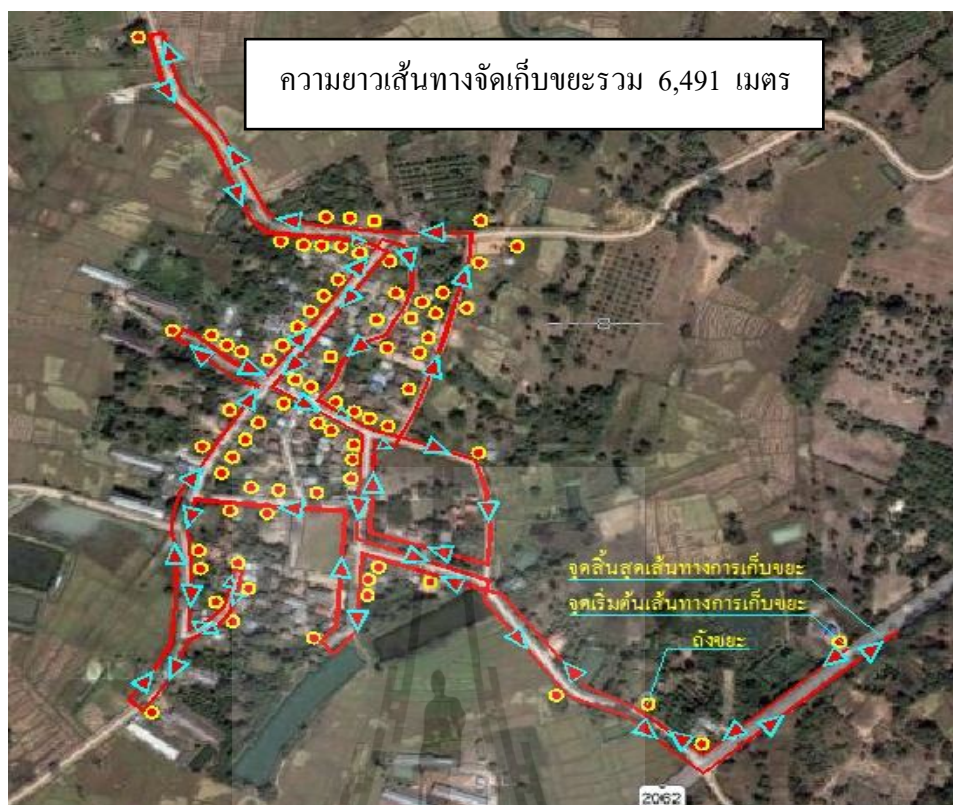 ความยาวเส้นทางจัดเก็บขยะรวม 6,491 เมตร
จุดสิ้นสุดเส้นทางการเก็บขยะ
จุดเริ่มต้นเส้นทางการเก็บขยะ
ถังขยะ
2062